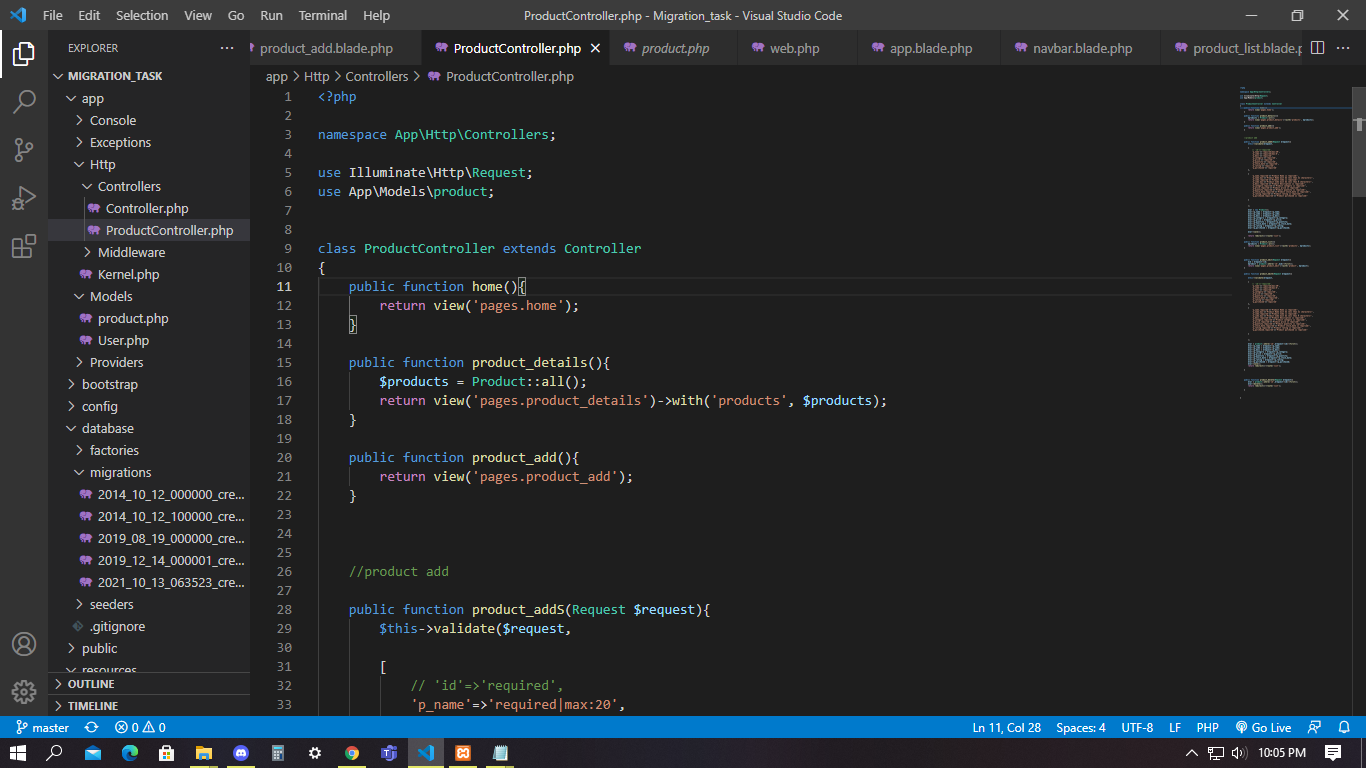 File Edit Selection View Go Run Terminal Help
ProductController.php - Migration_task - Visual Studio Code
EXPLORER
MIGRATION_TASK
app
Console
Exceptions
Http
Controllers
Controller.php
ProductController.php
Middleware
Kernel.php
Models
product.php
User.php
Providers
bootstrap
config
database
factories
migrations
2014_10_12_000000_cre...
2014_10_12_100000_cre...
2019_08_19_000000_cre...
2019_12_14_000001_cre...
2021_10_13_063523_cre...
seeders
.gitignore
public
resources
OUTLINE
TIMELINE
product_add.blade.php ProductController.php product.php web.php app.blade.php navbar.blade.php product_list.blade.p
app > Http > Controllers > ProductController.php
1 <?php
2
3 namespace App\Http\Controllers;
4
5 use Illuminate\Http\Request;
6 use App\Models\product;
7
8
9 class ProductController extends Controller
10 {
11 public function home(){
12 return view('pages.home');
13 }
14
15 public function product_details(){
16 $products = Product::all();
17 return view('pages.product_details')->with('products', $products);
18 }
19
20 public function product_add(){
21 return view('pages.product_add');
22 }
23
24
25
26 //product add
27
28 public function product_addS(Request $request){
29 $this->validate($request,
30
31 [
32 // 'id'=>'required',
33 'p_name'=>'required|max:20',
master 0 0 Ln 11, Col 28 Spaces: 4 UTF-8 LF PHP Go Live
10:05 PM